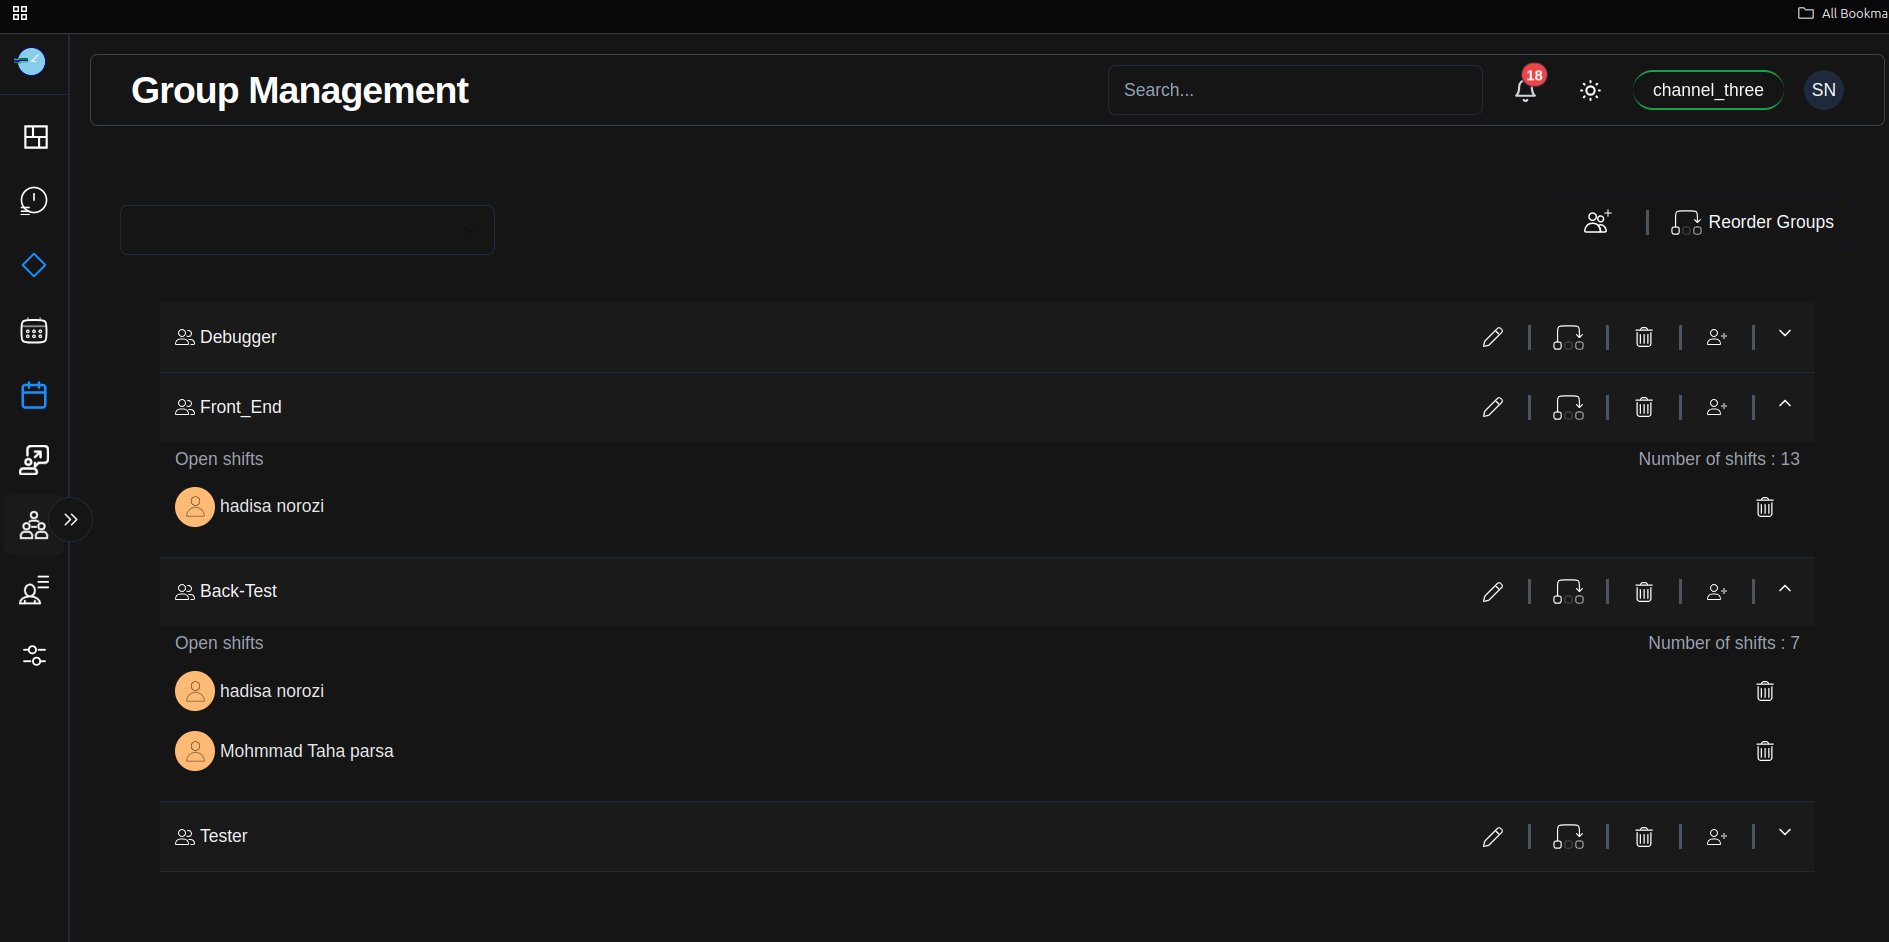 All Bookma
Group Management
Search...
18
channel_three
SN
Reorder Groups
Debugger
Front_End
Open shifts
Number of shifts : 13
hadisa norozi
Back-Test
Open shifts
Number of shifts : 7
hadisa norozi
Mohmmad Taha parsa
Tester